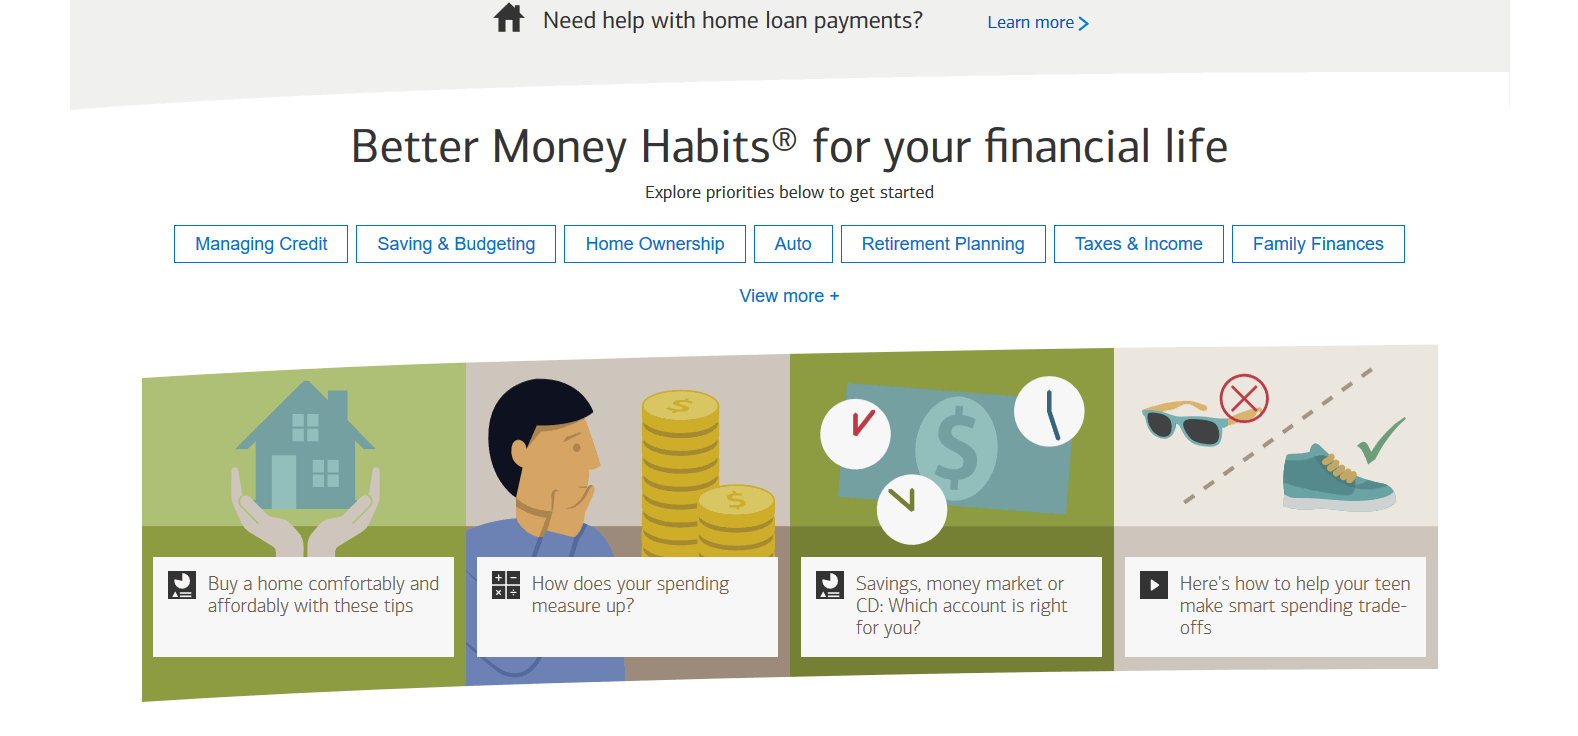 Need help with home loan payments? Learn more
Better Money Habits® for your financial life
Explore priorities below to get started
Managing Credit
Saving & Budgeting
Home Ownership
Auto
Retirement Planning
Taxes & Income
Family Finances
View more +
$
$
$
Buy a home comfortably and
affordably with these tips
How does your spending
measure up?
Savings, money market or
CD: Which account is right
for you?
Here's how to help your teen
make smart spending trade-
offs